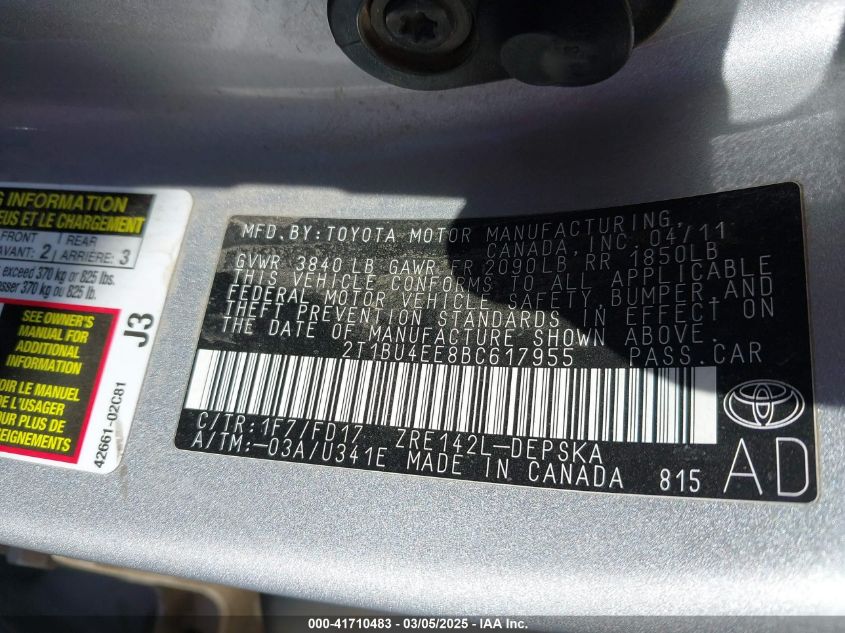 G INFORMATION
EUS ET LE CHARGEMENT
FRONT REAR
AVANT: 2 ARRIÈRE: 3
exceed 370 kg or 825 lbs.
asser 370 kg ou 825 lb.
SEE OWNER'S
MANUAL FOR
ADDITIONAL
INFORMATION
OIR LE MANUEL
DE L'USAGER
POUR PLUS DE
J3
42661-02C81
MFD. BY: TOYOTA MOTOR MANUFACTURING
CANADA, INC. 04/11
GVWR 3840 LB GAWR FR 2090LB RR 1850LB
THIS VEHICLE CONFORMS TO ALL APPLICABLE
FEDERAL MOTOR VEHICLE SAFETY, BUMPER, AND
THEFT PREVENTION STANDARDS IN EFFECT ON
THE DATE OF MANUFACTURE SHOWN ABOVE.
2T1BU4EE8BC617955 PASS. CAR
C/TR: 1F7/FD17 ZRE142L-DEPSKA
A/TM: -03A/U341E MADE IN CANADA 815
TOYOTA
AD
000-41710483 — 03/05/2025 — IAA Inc.